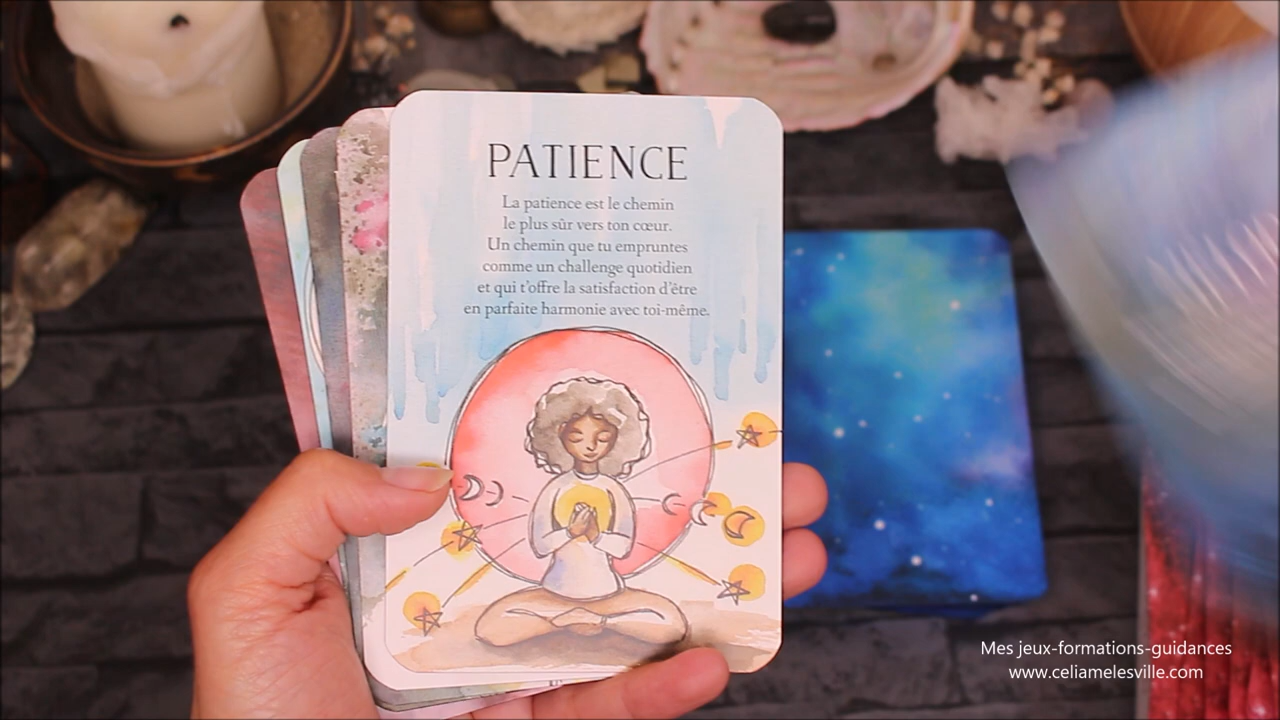 PATIENCE
La patience est le chemin
le plus sûr vers ton cœur.
Un chemin que tu empruntes
comme un challenge quotidien
et qui t'offre la satisfaction d'être
en parfaite harmonie avec toi-même.
Mes jeux-formations-guidances
www.celiamelesville.com